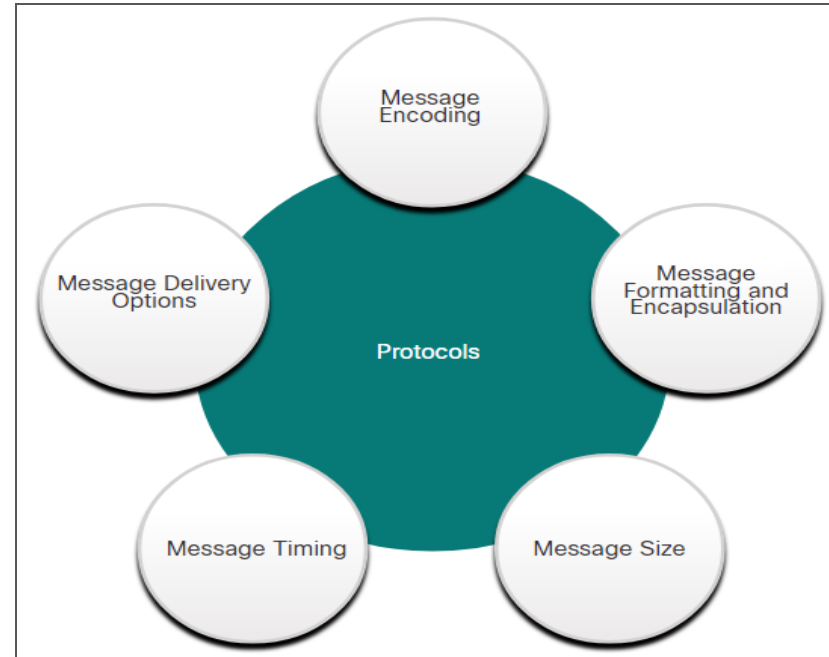 Message
Encoding
Message Delivery
Options
Message
Formatting and
Encapsulation
Protocols
Message Timing
Message Size